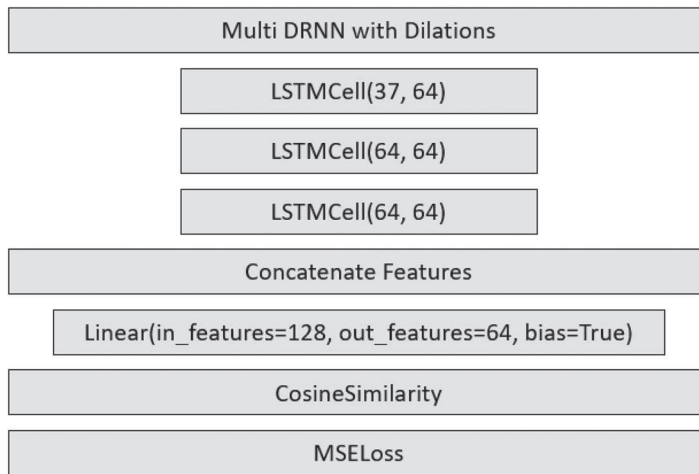 Multi DRNN with Dilations
LSTMCell(37, 64)
LSTMCell(64, 64)
LSTMCell(64, 64)
Concatenate Features
Linear(in_features=128, out_features=64, bias=True)
CosineSimilarity
MSELoss